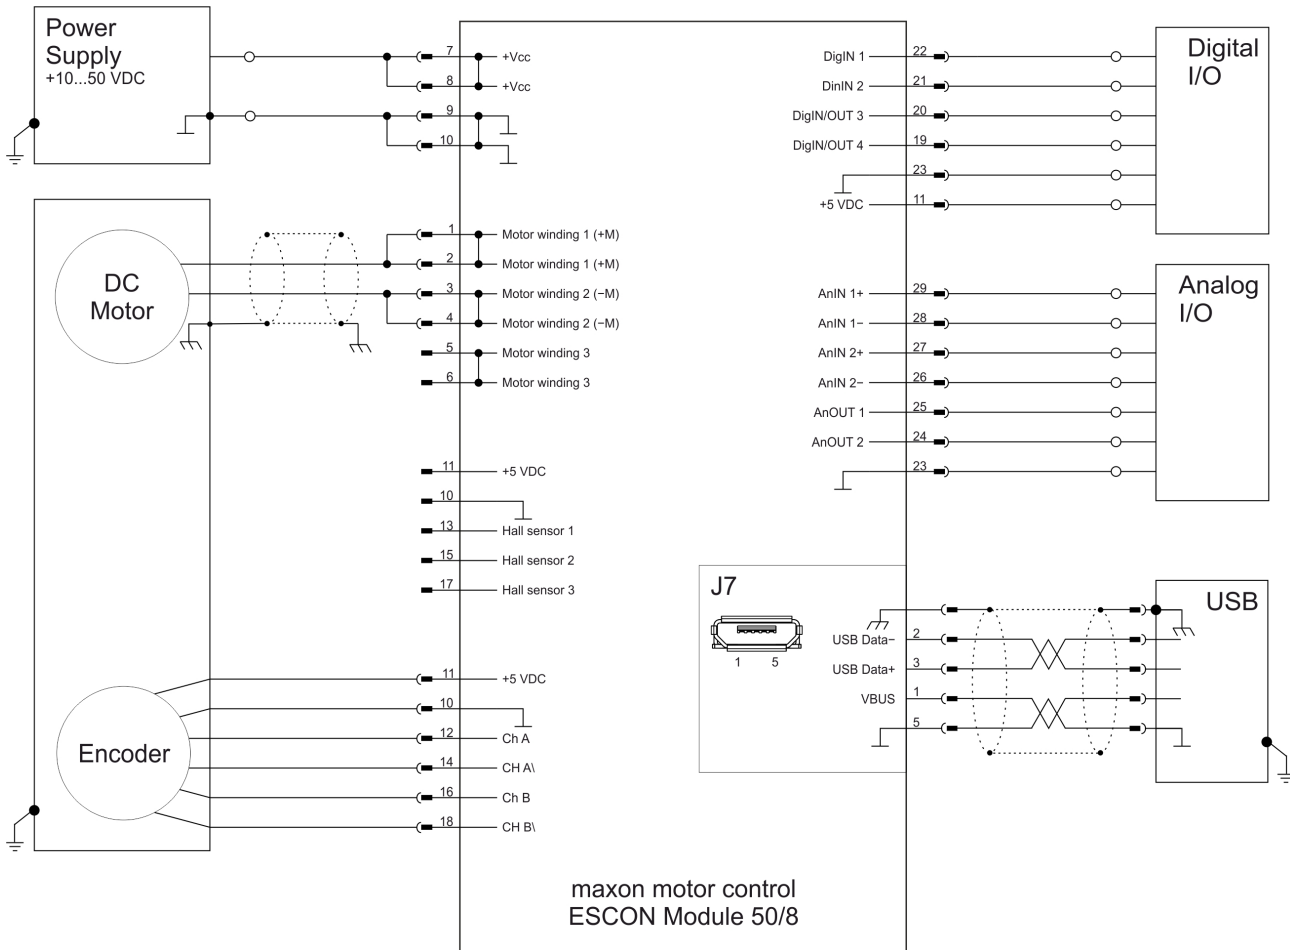 Power
Supply
+10...50 VDC
7 +Vcc
8 +Vcc
9
10
DC
Motor
1 Motor winding 1 (+M)
2 Motor winding 1 (+M)
3 Motor winding 2 (−M)
4 Motor winding 2 (−M)
5 Motor winding 3
6 Motor winding 3
11 +5 VDC
10
13 Hall sensor 1
15 Hall sensor 2
17 Hall sensor 3
Encoder
11 +5 VDC
10
12 Ch A
14 CH A\
16 Ch B
18 CH B\
Digital
I/O
DigIN 1 22
DinIN 2 21
DigIN/OUT 3 20
DigIN/OUT 4 19
23
+5 VDC 11
Analog
I/O
AnIN 1+ 29
AnIN 1− 28
AnIN 2+ 27
AnIN 2− 26
AnOUT 1 25
AnOUT 2 24
23
J7
1 5
USB
USB Data− 2
USB Data+ 3
VBUS 1
5
maxon motor control
ESCON Module 50/8